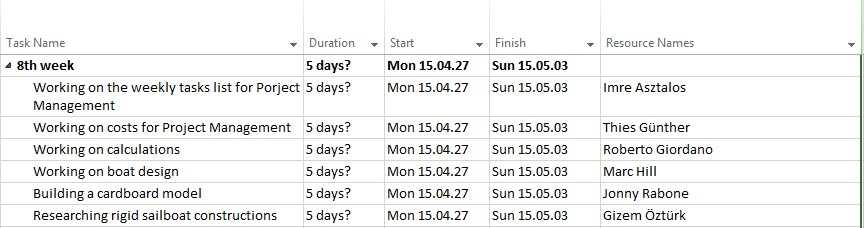 Task Name Duration Start Finish Resource Names
8th week 5 days? Mon 15.04.27 Sun 15.05.03
Working on the weekly tasks list for Porject 5 days? Mon 15.04.27 Sun 15.05.03 Imre Asztalos
Management
Working on costs for Project Management 5 days? Mon 15.04.27 Sun 15.05.03 Thies Günther
Working on calculations 5 days? Mon 15.04.27 Sun 15.05.03 Roberto Giordano
Working on boat design 5 days? Mon 15.04.27 Sun 15.05.03 Marc Hill
Building a cardboard model 5 days? Mon 15.04.27 Sun 15.05.03 Jonny Rabone
Researching rigid sailboat constructions 5 days? Mon 15.04.27 Sun 15.05.03 Gizem Öztürk